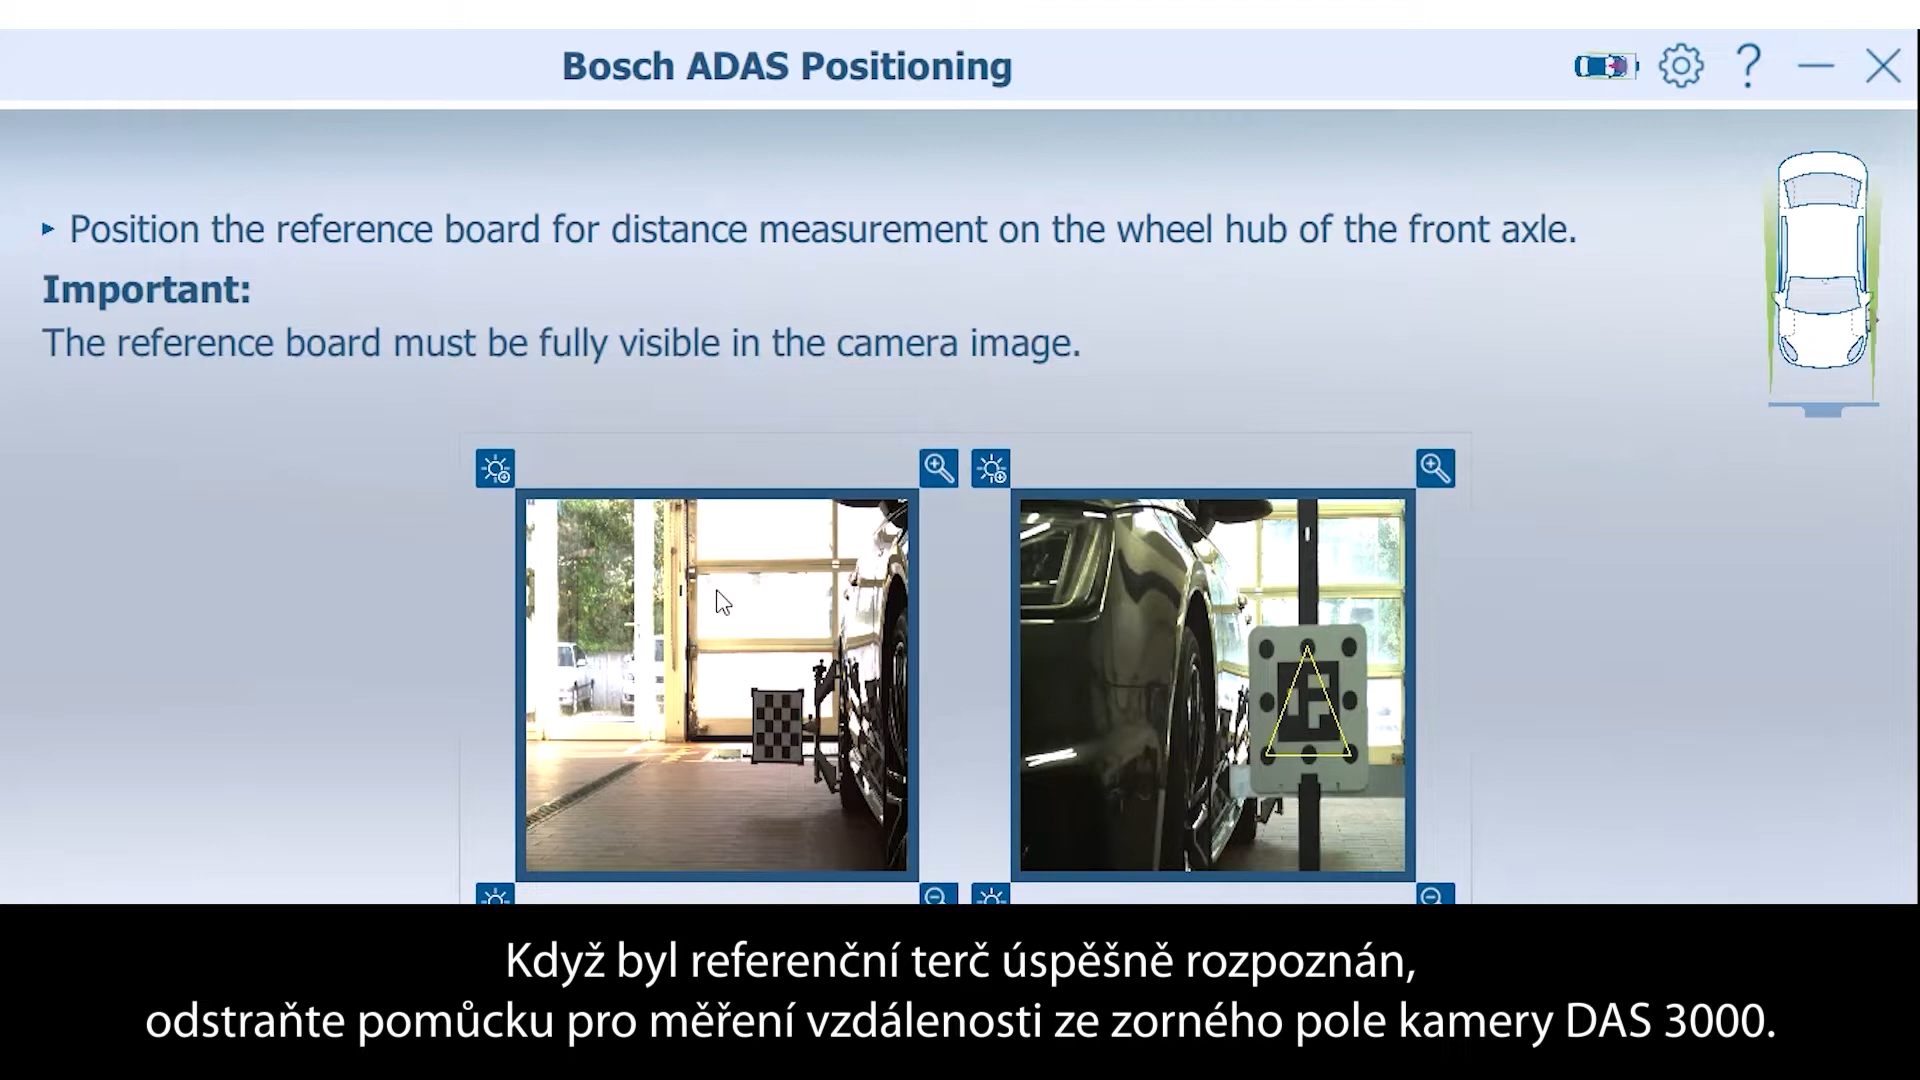 Bosch ADAS Positioning
Position the reference board for distance measurement on the wheel hub of the front axle.
Important:
The reference board must be fully visible in the camera image.
Když byl referenční terč úspěšně rozpoznán,
odstraňte pomůcku pro měření vzdálenosti ze zorného pole kamery DAS 3000.